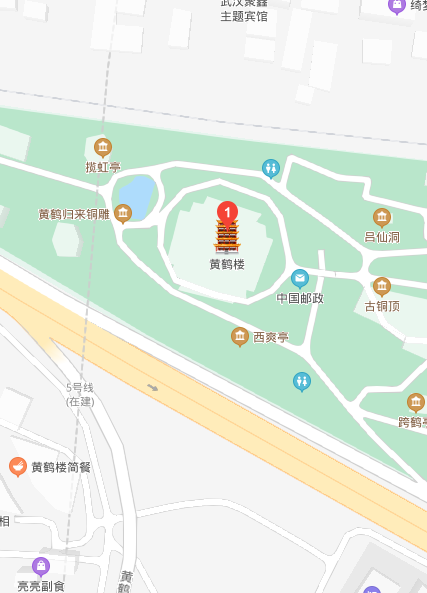 武汉聚鑫
主题宾馆
绮梦
揽虹亭
黄鹤归来铜雕
1
吕仙洞
黄鹤楼
中国邮政
古铜顶
西爽亭
5号线
(在建)
跨鹤亭
黄鹤楼简餐
相
亮亮副食
黄鹤